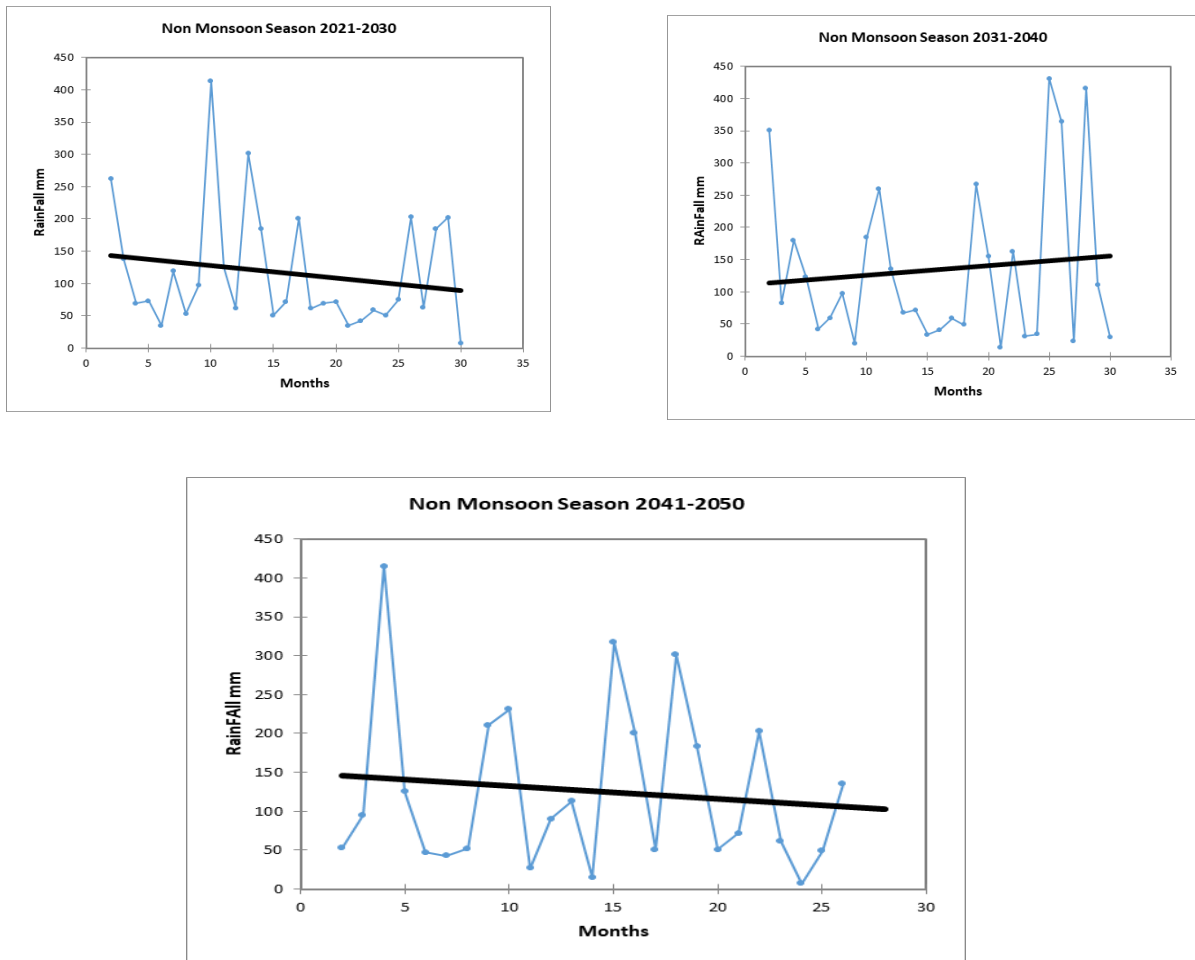 Non Monsoon Season 2021-2030
450
400
350
300
250
200
150
100
50
0
RainFall mm
0 5 10 15 20 25 30 35
Months
Non Monsoon Season 2031-2040
450
400
350
300
250
200
150
100
50
0
RAinFall mm
0 5 10 15 20 25 30 35
Months
Non Monsoon Season 2041-2050
450
400
350
300
250
200
150
100
50
0
RainFAll mm
0 5 10 15 20 25 30
Months